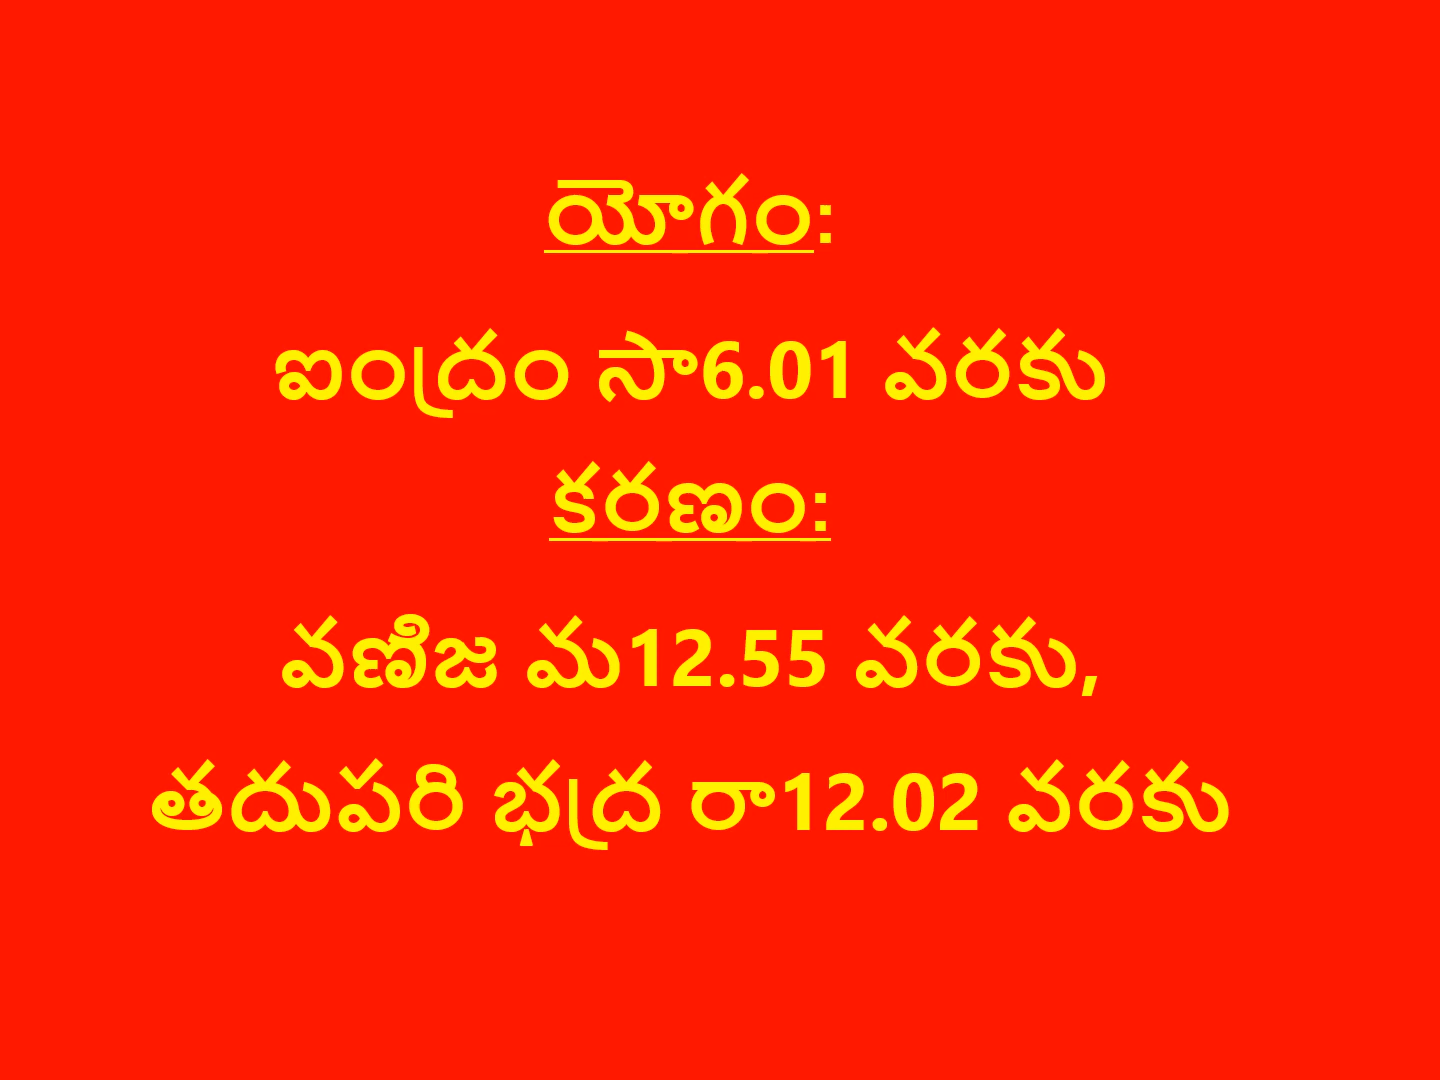 యోగం:
ఐంద్రం సా6.01 వరకు
కరణం:
వణిజ మ12.55 వరకు,
తదుపరి భద్ర రా12.02 వరకు